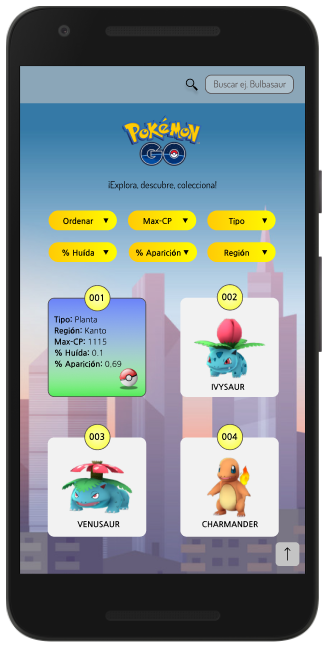 Buscar ej. Bulbasaur
POKéMON
GO
¡Explora, descubre, colecciona!
Ordenar ▼
Max-CP ▼
Tipo ▼
% Huída ▼
% Aparición ▼
Región ▼
001
Tipo: Planta
Región: Kanto
Max-CP: 1115
% Huída: 0.1
% Aparición: 0.69
002
IVYSAUR
003
VENUSAUR
004
CHARMANDER
↑